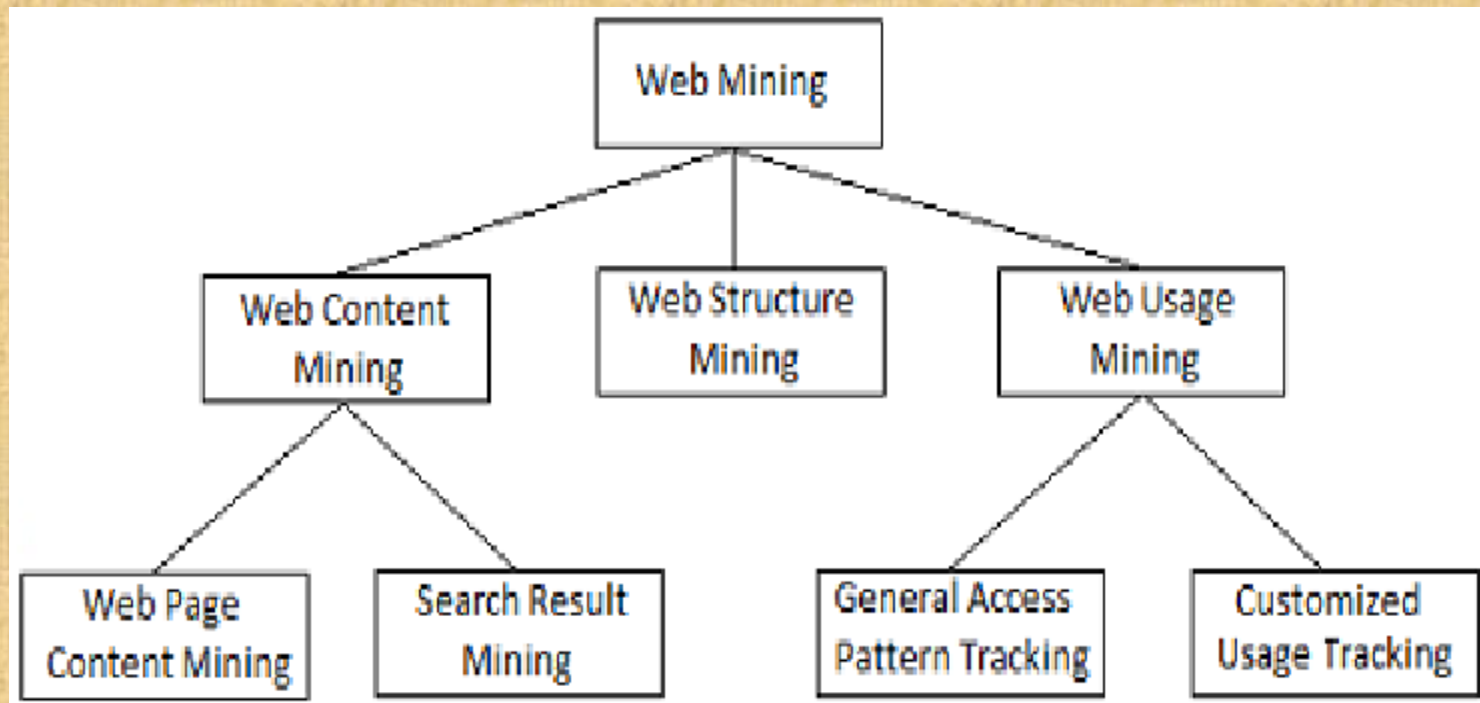 Web Mining
Web Content
Mining
Web Structure
Mining
Web Usage
Mining
Web Page
Content Mining
Search Result
Mining
General Access
Pattern Tracking
Customized
Usage Tracking